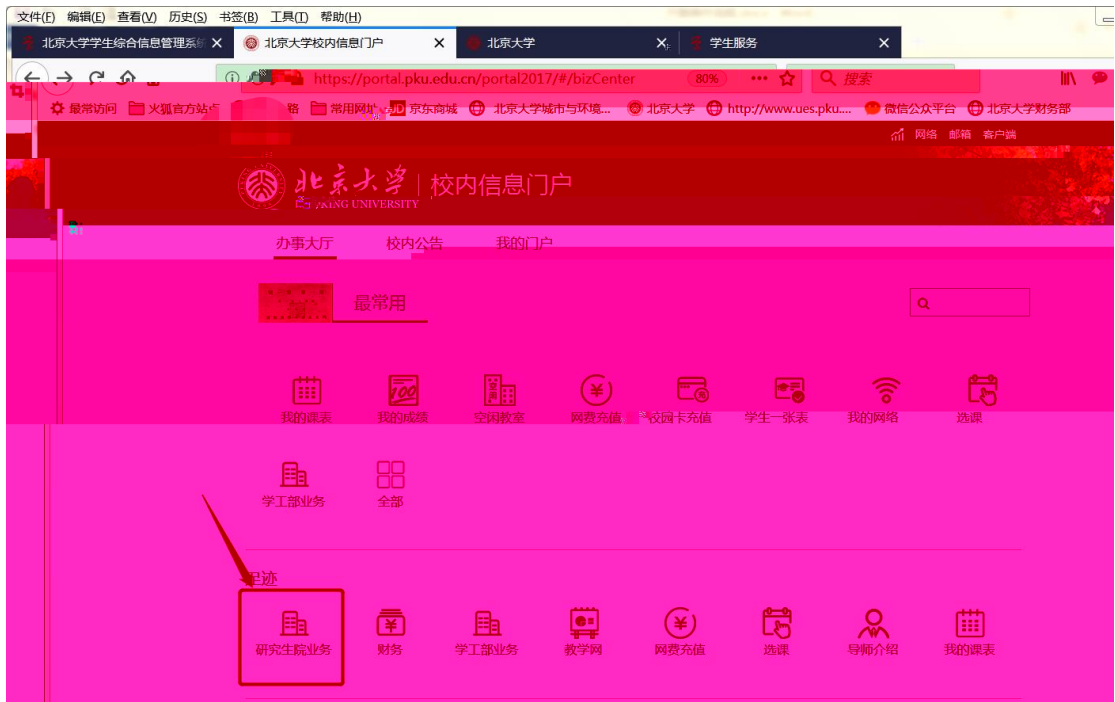 文件(F) 编辑(E) 查看(V) 历史(S) 书签(B) 工具(T) 帮助(H)
北京大学学生综合信息管理系统 北京大学校内信息门户 北京大学 学生服务
https://portal.pku.edu.cn/portal2017/#/bizCenter 80% 搜索
最常访问 火狐官方站点 常用网址 JD 京东商城 北京大学城市与环境... 北京大学 http://www.ues.pku.... 微信公众平台 北京大学财务部
网络 邮箱 客户端
北京大学 校内信息门户
PEKING UNIVERSITY
办事大厅 校内公告 我的门户
最常用
我的课表 我的成绩 空闲教室 网费充值 校园卡充值 学生一张表 我的网络 选课
学工部业务 全部
足迹
研究生院业务 财务 学工部业务 教学网 网费充值 选课 导师介绍 我的课表